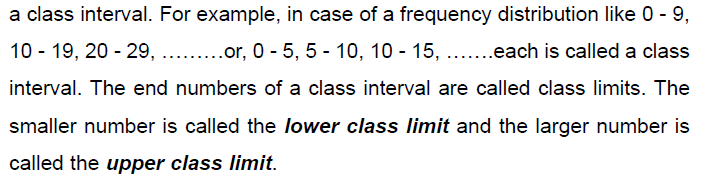 a class interval. For example, in case of a frequency distribution like 0 - 9,
10 - 19, 20 - 29, .........or, 0 - 5, 5 - 10, 10 - 15, .......each is called a class
interval. The end numbers of a class interval are called class limits. The
smaller number is called the lower class limit and the larger number is
called the upper class limit.